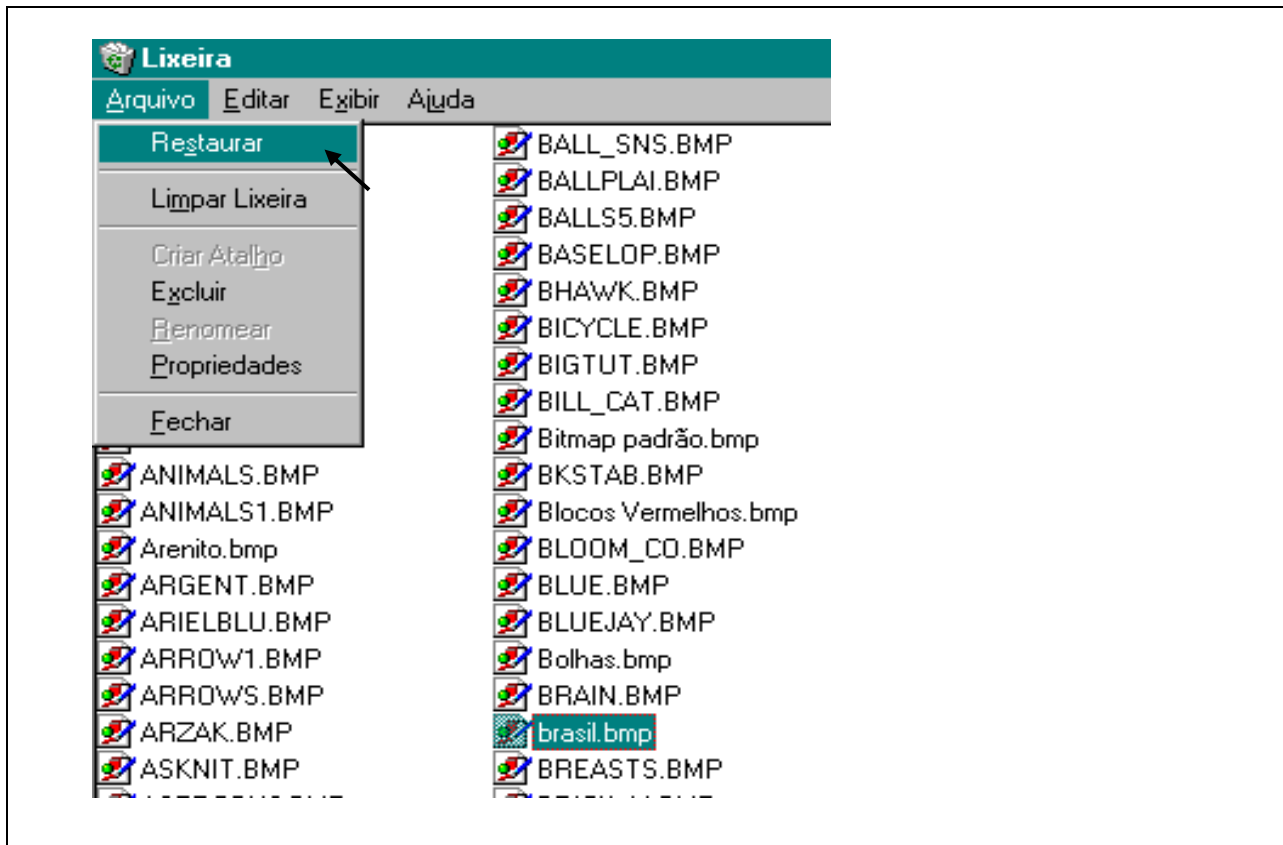 Lixeira
Arquivo Editar Exibir Ajuda
Restaurar
Limpar Lixeira
Criar Atalho
Excluir
Renomear
Propriedades
Fechar
ANIMALS.BMP
ANIMALS1.BMP
Arenito.bmp
ARGENT.BMP
ARIELBLU.BMP
ARROW1.BMP
ARROWS.BMP
ARZAK.BMP
ASKNIT.BMP
BALL_SNS.BMP
BALLPLAI.BMP
BALLS5.BMP
BASELOP.BMP
BHAWK.BMP
BICYCLE.BMP
BIGTUT.BMP
BILL_CAT.BMP
Bitmap padrão.bmp
BKSTAB.BMP
Blocos Vermelhos.bmp
BLOOM_CO.BMP
BLUE.BMP
BLUEJAY.BMP
Bolhas.bmp
BRAIN.BMP
brasil.bmp
BREASTS.BMP